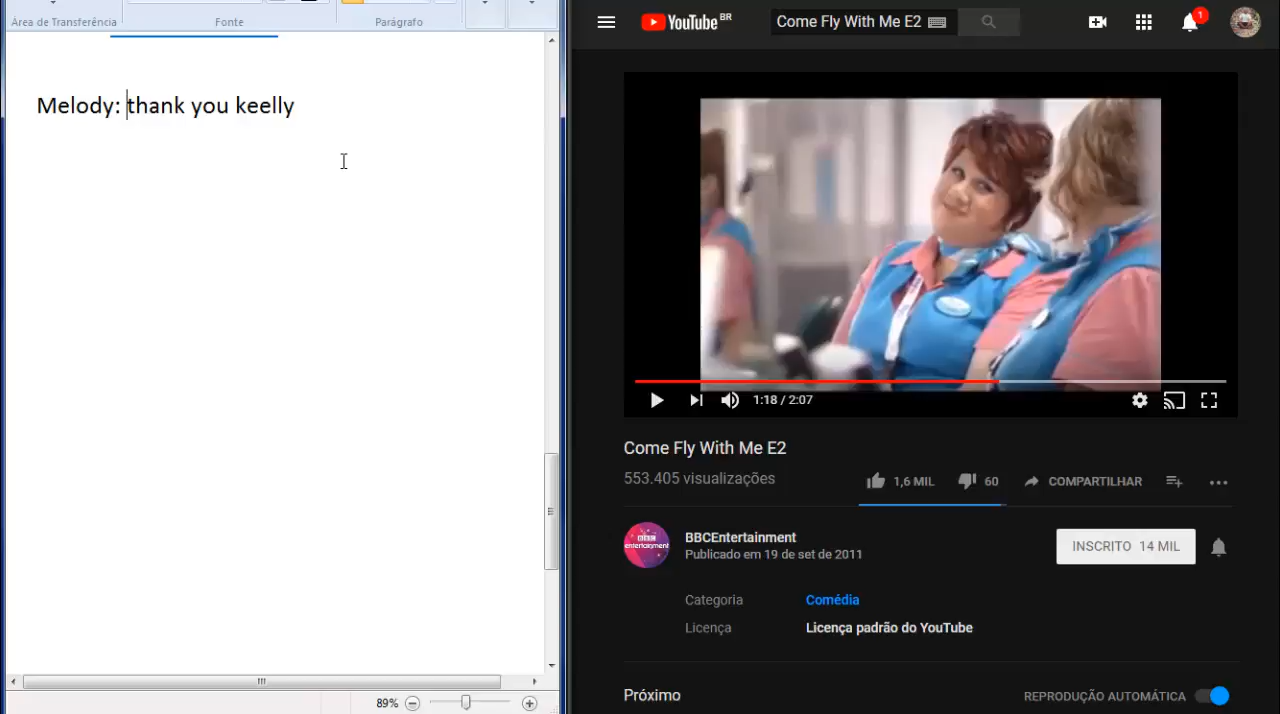 Área de Transferência
Fonte
Parágrafo
Melody: thank you keelly
89%
YouTube BR
Come Fly With Me E2
1
1:18 / 2:07
Come Fly With Me E2
553.405 visualizações
1,6 MIL
60
COMPARTILHAR
BBC
entertainment
BBCEntertainment
Publicado em 19 de set de 2011
INSCRITO 14 MIL
Categoria
Comédia
Licença
Licença padrão do YouTube
Próximo
REPRODUÇÃO AUTOMÁTICA